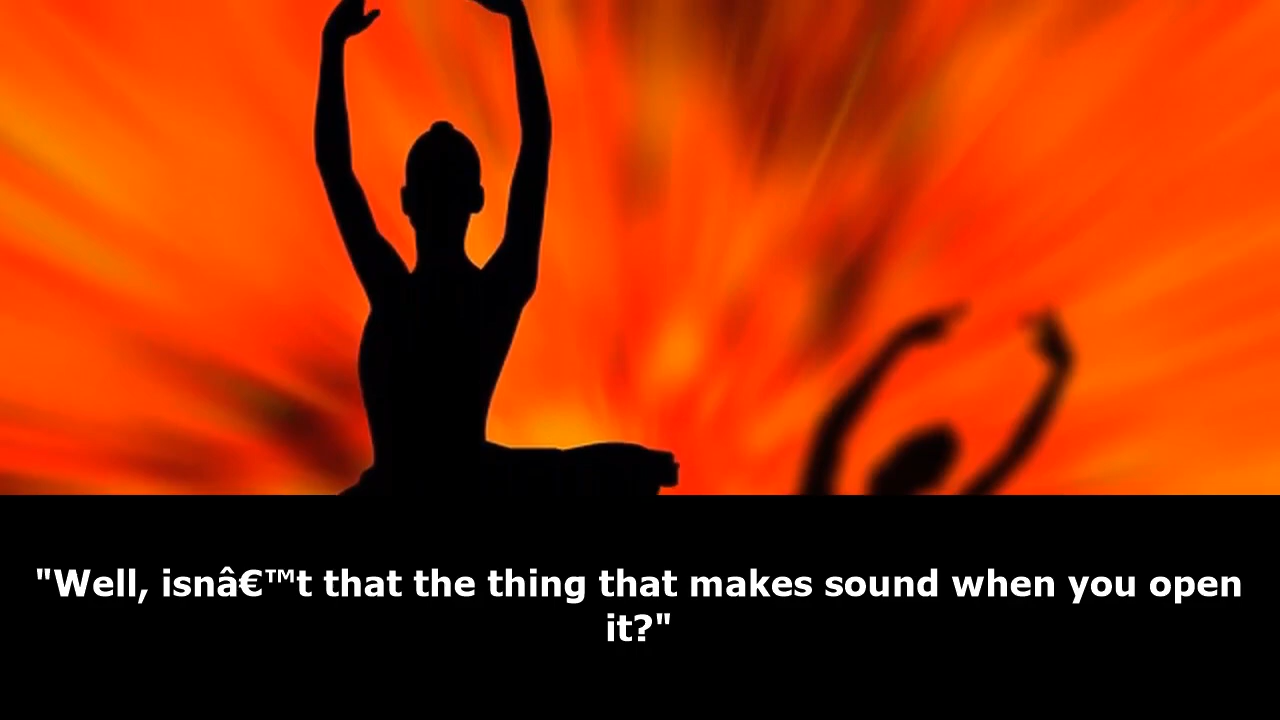 "Well, isnâ€™t that the thing that makes sound when you open
it?"